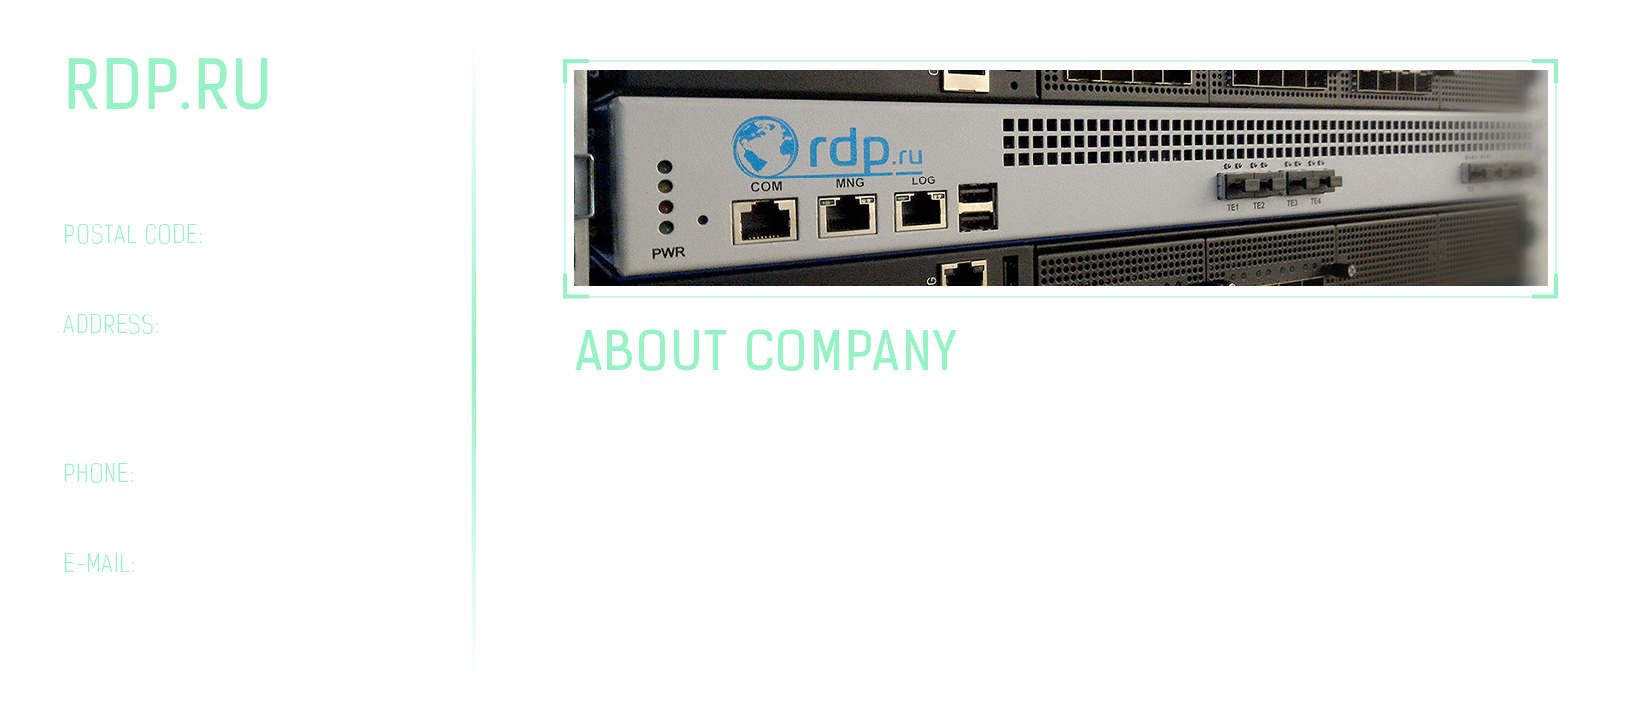 RDP.RU
POSTAL CODE:
ADDRESS:
PHONE:
E-MAIL:
rdp.ru
COM
MNG
LOG
PWR
TE1
TE2
TE3
TE4
G
G
ABOUT COMPANY